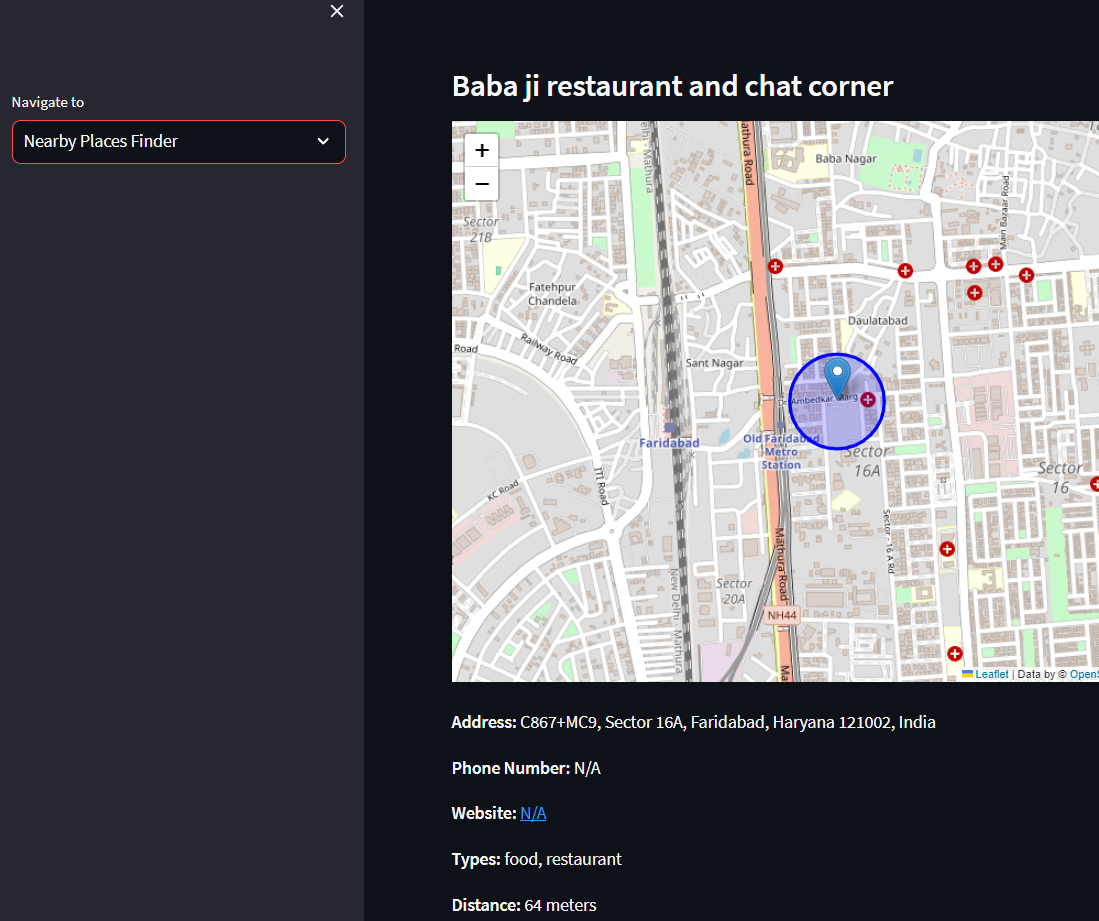 Navigate to
Nearby Places Finder
Baba ji restaurant and chat corner
+
−
Delhi - Mathura
Mathura Road
Baba Nagar
Main Bazaar Road
Sector
21B
Fatehpur
Chandela
Daulatabad
Railway Road
Road
Sant Nagar
Dr. Ambedkar Marg
Faridabad
Old Faridabad
Metro
Station
Sector
16A
Sector
16
ITI Road
KC Road
Sector - 16 A Rd
Mathura Road
New Delhi - Mathura
Sector
20A
NH44
Ma
Leaflet | Data by © OpenS
Address: C867+MC9, Sector 16A, Faridabad, Haryana 121002, India
Phone Number: N/A
Website: N/A
Types: food, restaurant
Distance: 64 meters